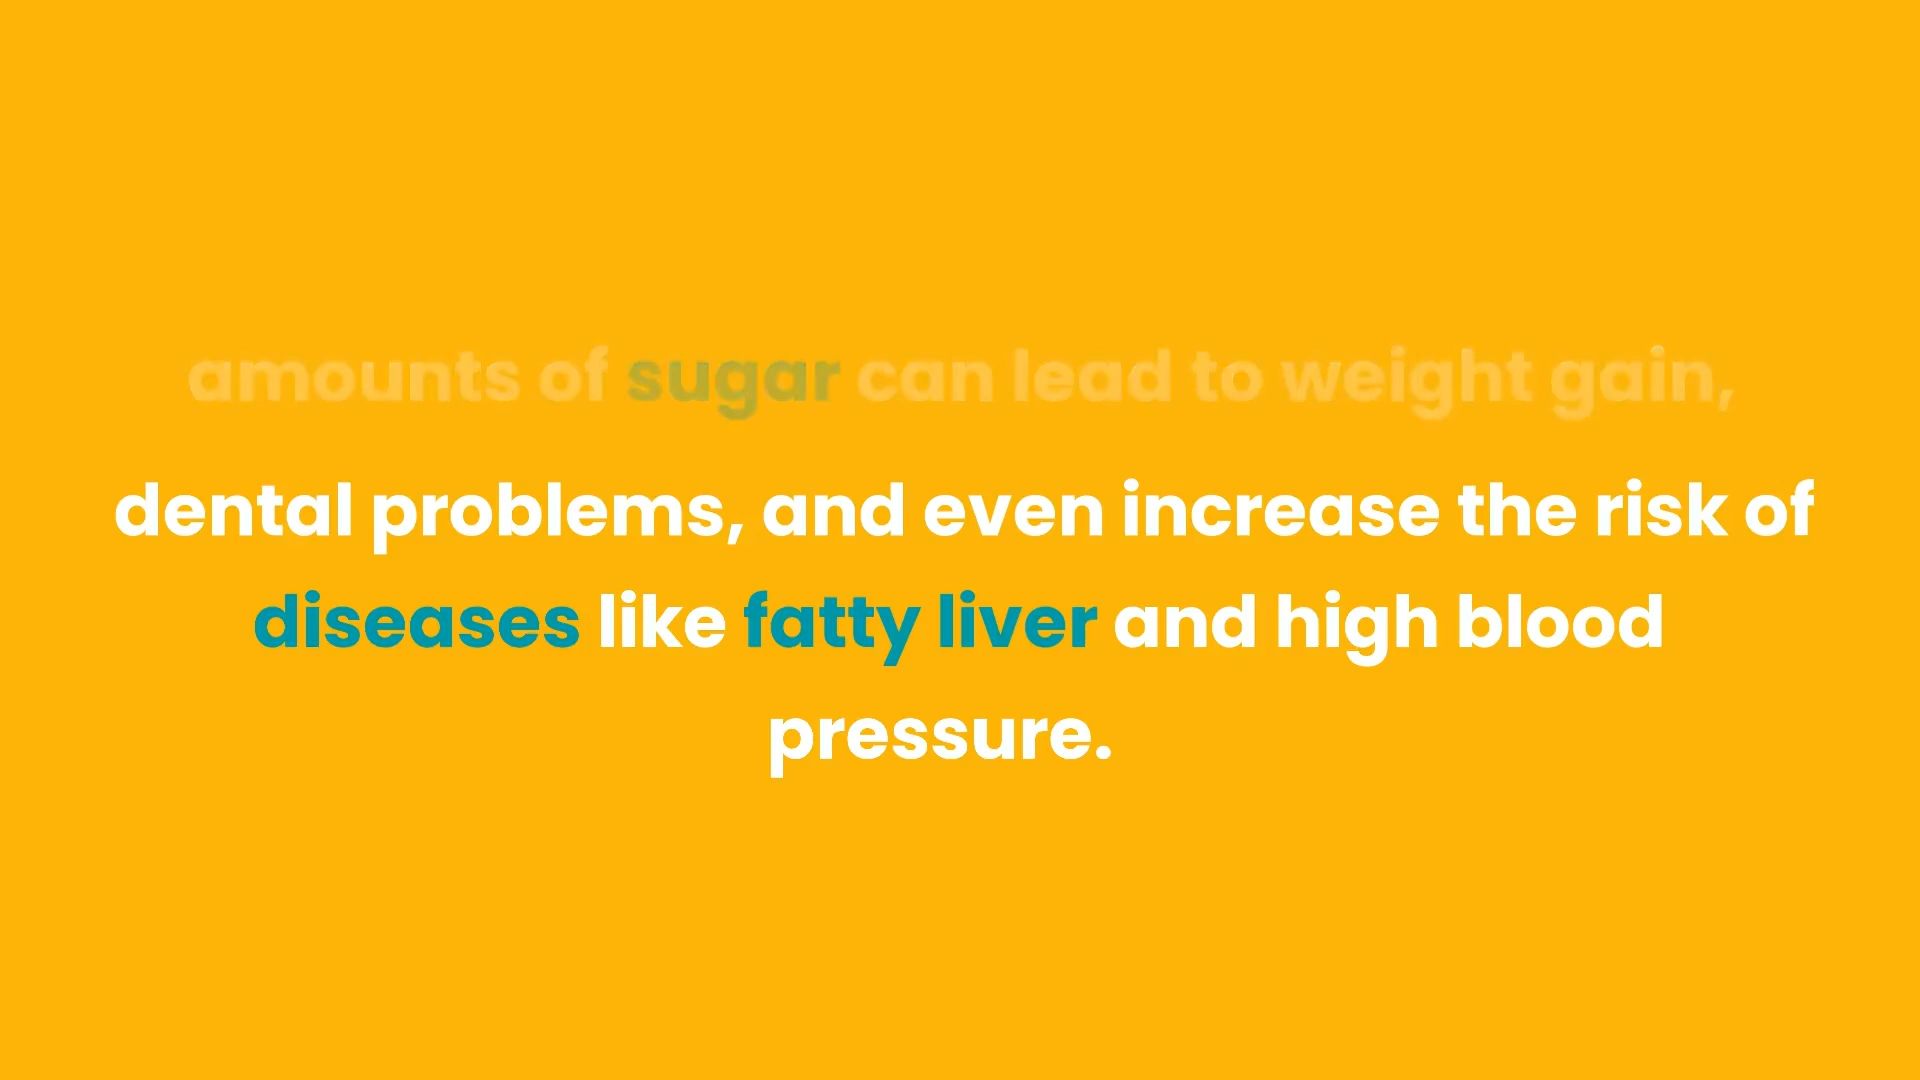 amounts of sugar can lead to weight gain,
dental problems, and even increase the risk of
diseases like fatty liver and high blood
pressure.